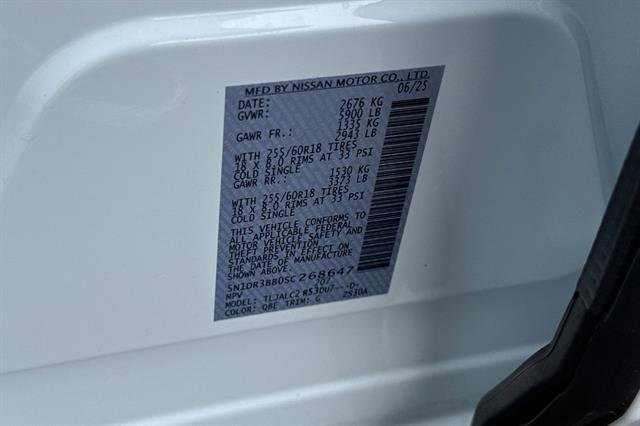 MFD BY NISSAN MOTOR CO., LTD.
DATE: 06/25
GVWR: 2676 KG
5900 LB
GAWR FR.: 1335 KG
2943 LB
WITH 255/60R18 TIRES
18 X 8.0 RIMS AT 33 PSI
COLD SINGLE
GAWR RR.: 1530 KG
3373 LB
WITH 255/60R18 TIRES
18 X 8.0 RIMS AT 33 PSI
COLD SINGLE
THIS VEHICLE CONFORMS TO
ALL APPLICABLE FEDERAL
MOTOR VEHICLE SAFETY AND
THEFT PREVENTION
STANDARDS IN EFFECT ON
THE DATE OF MANUFACTURE
SHOWN ABOVE.
5N1DR3BB0SC268647
MPV 207
MODEL: TLJALC2 R53DU7---D-
COLOR: QBE TRIM: G 2S30A